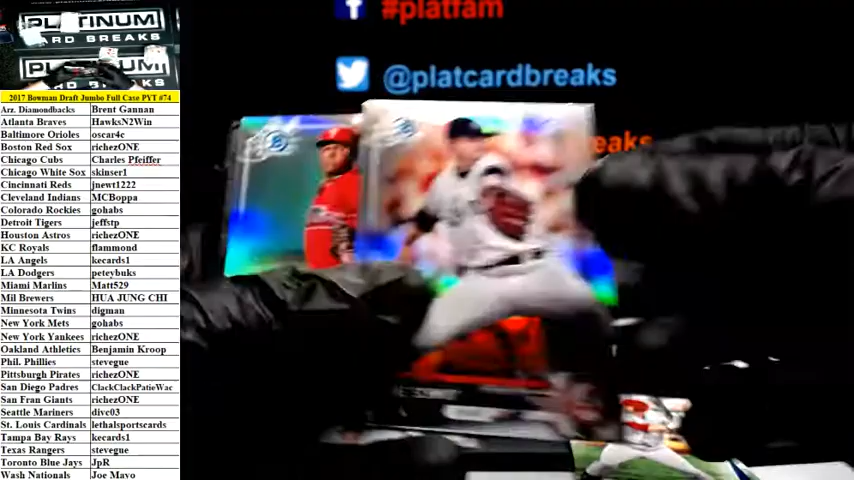 PLATINUM
CARD BREAKS
PLATINUM
CARD BREAKS
#platfam
@platcardbreaks
eaks
2017 Bowman Draft Jumbo Full Case PYT #74
Arz. Diamondbacks Brent Gannan
Atlanta Braves HawksN2Win
Baltimore Orioles oscar4c
Boston Red Sox richezONE
Chicago Cubs Charles Pfeiffer
Chicago White Sox skinser1
Cincinnati Reds jnewt1222
Cleveland Indians MCBoppa
Colorado Rockies gohabs
Detroit Tigers jeffstp
Houston Astros richezONE
KC Royals flammond
LA Angels kecards1
LA Dodgers peteybuks
Miami Marlins Matt529
Mil Brewers HUA JUNG CHI
Minnesota Twins digman
New York Mets gohabs
New York Yankees richezONE
Oakland Athletics Benjamin Kroop
Phil. Phillies stevegue
Pittsburgh Pirates richezONE
San Diego Padres ClackClackPatieWac
San Fran Giants richezONE
Seattle Mariners divc03
St. Louis Cardinals lethalsportscards
Tampa Bay Rays kecards1
Texas Rangers stevegue
Toronto Blue Jays JpR
Wash Nationals Joe Mayo